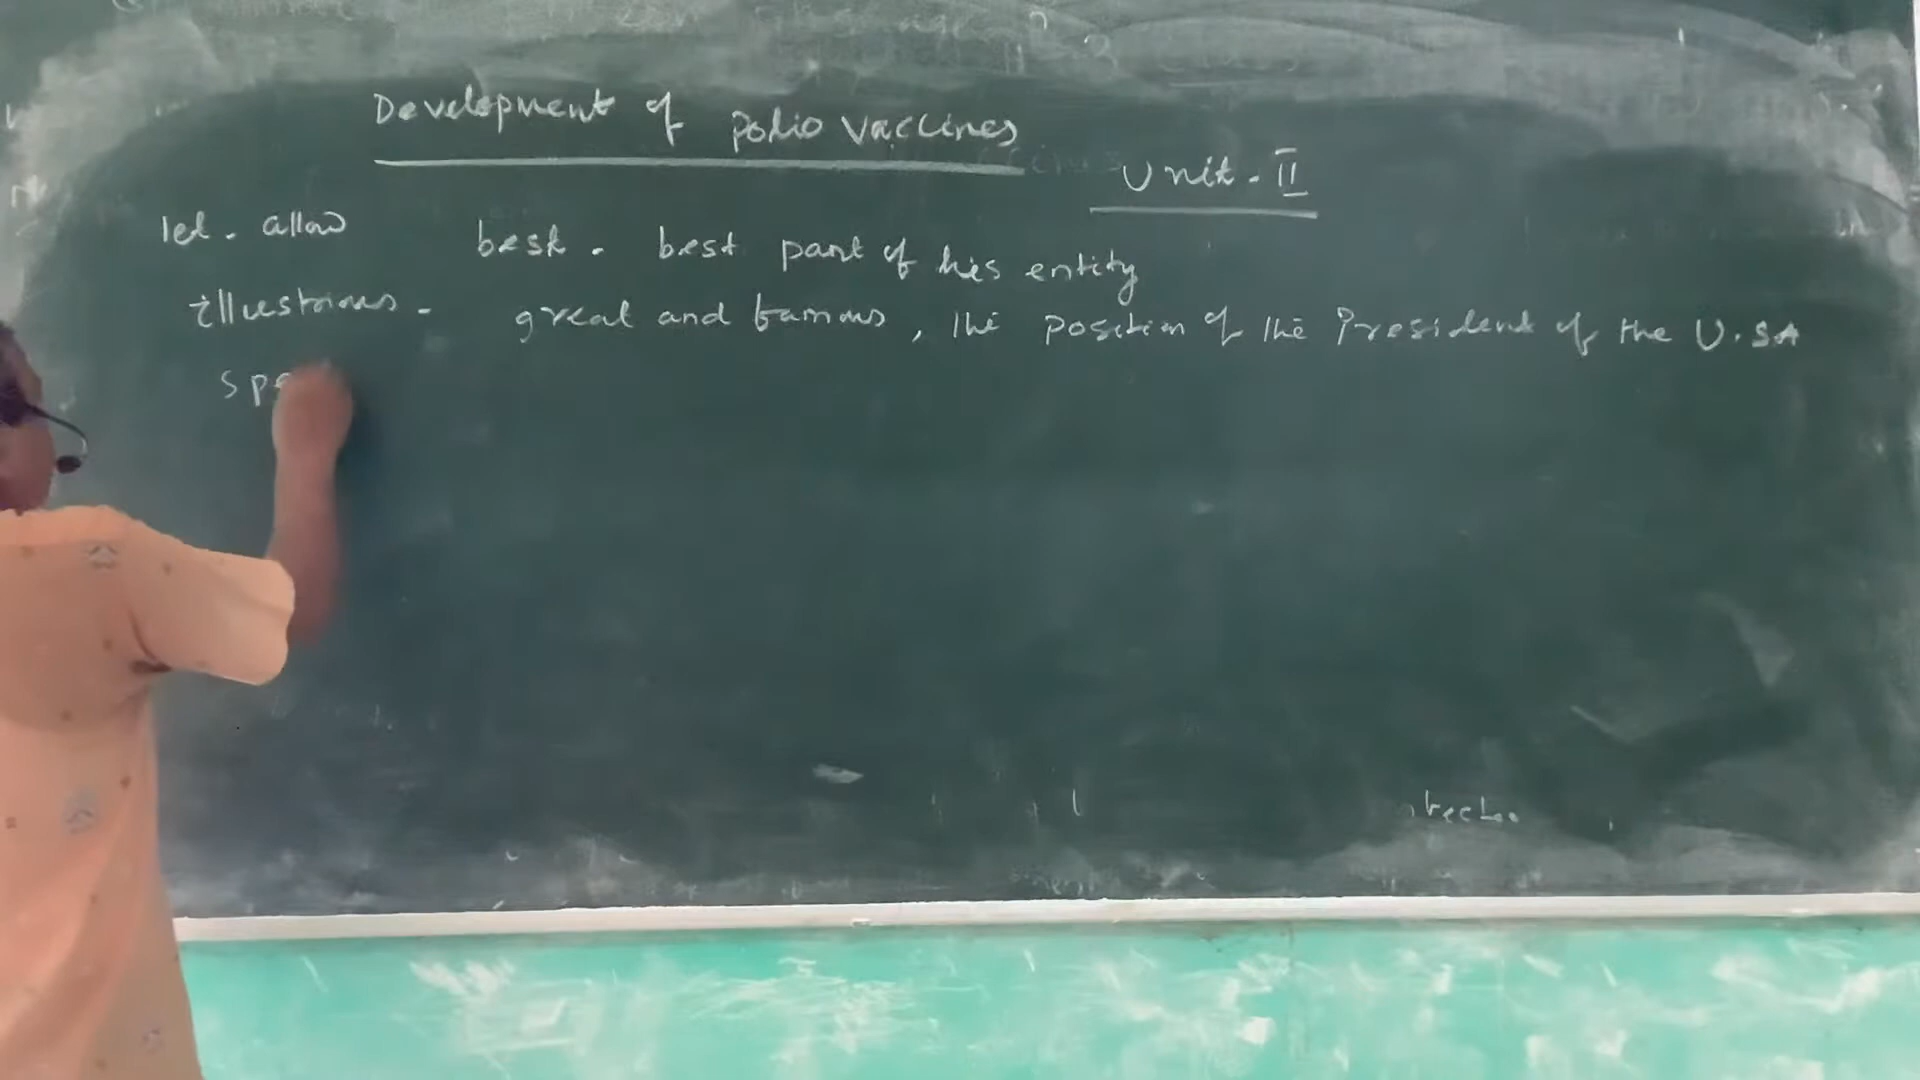 Development of Polio Vaccines
Unit - II
let - allow
best - best part of his entity
illustrious - great and famous, the position of the President of the U.S.A
spe